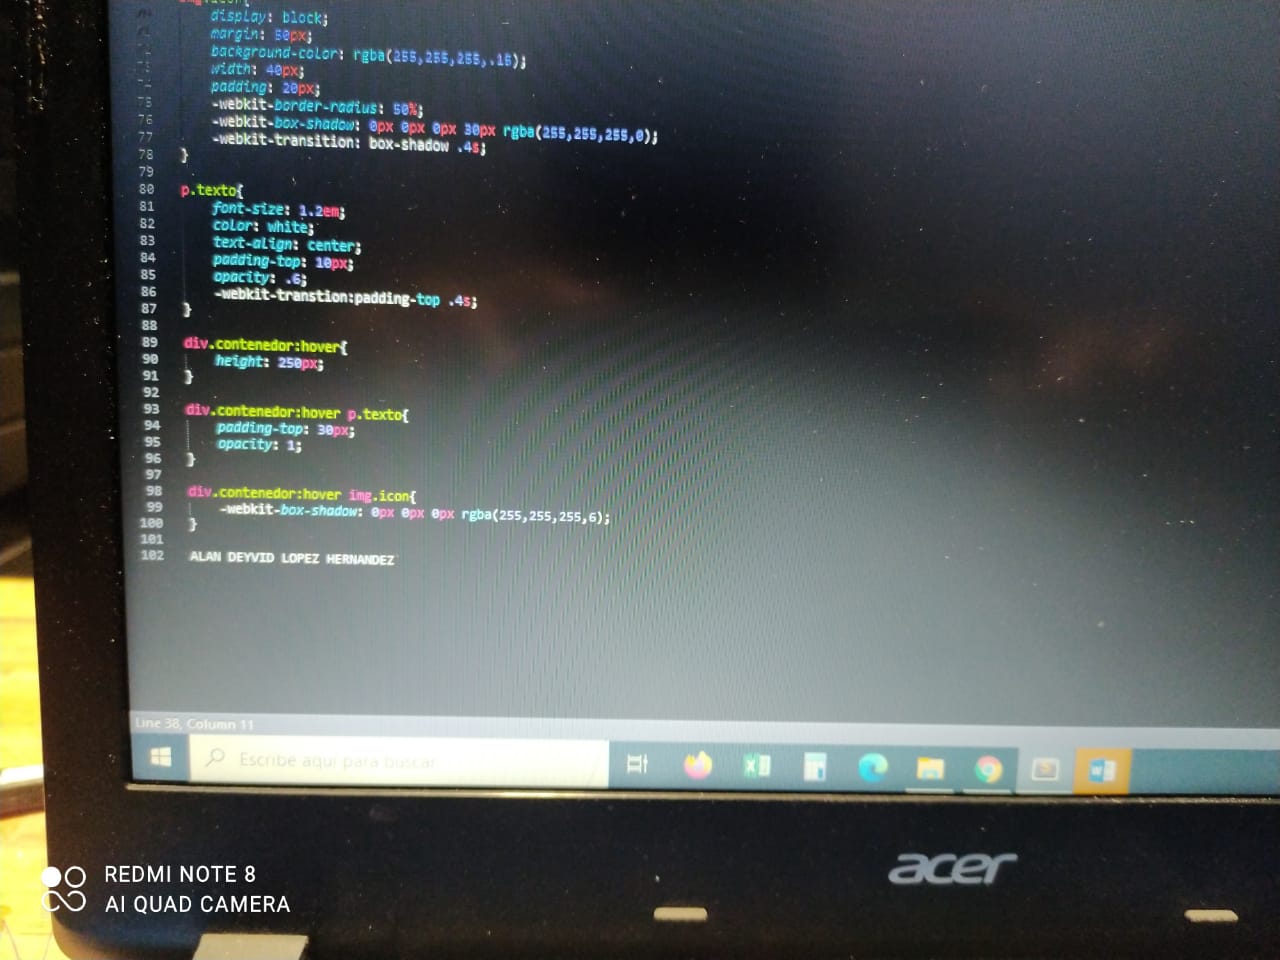 display: block;
margin: 50px;
background-color: rgba(255,255,255,.15);
width: 40px;
padding: 20px;
75 -webkit-border-radius: 50%;
76 -webkit-box-shadow: 0px 0px 0px 30px rgba(255,255,255,0);
77 -webkit-transition: box-shadow .4s;
78 }
79
80 p.texto{
81 font-size: 1.2em;
82 color: white;
83 text-align: center;
84 padding-top: 10px;
85 opacity: .6;
86 -webkit-transtion:padding-top .4s;
87 }
88
89 div.contenedor:hover{
90 height: 250px;
91 }
92
93 div.contenedor:hover p.texto{
94 padding-top: 30px;
95 opacity: 1;
96 }
97
98 div.contenedor:hover img.icon{
99 -webkit-box-shadow: 0px 0px 0px rgba(255,255,255,6);
100 }
101
102 ALAN DEYVID LOPEZ HERNANDEZ
Line 38, Column 11
Escribe aquí para buscar
acer
REDMI NOTE 8
AI QUAD CAMERA